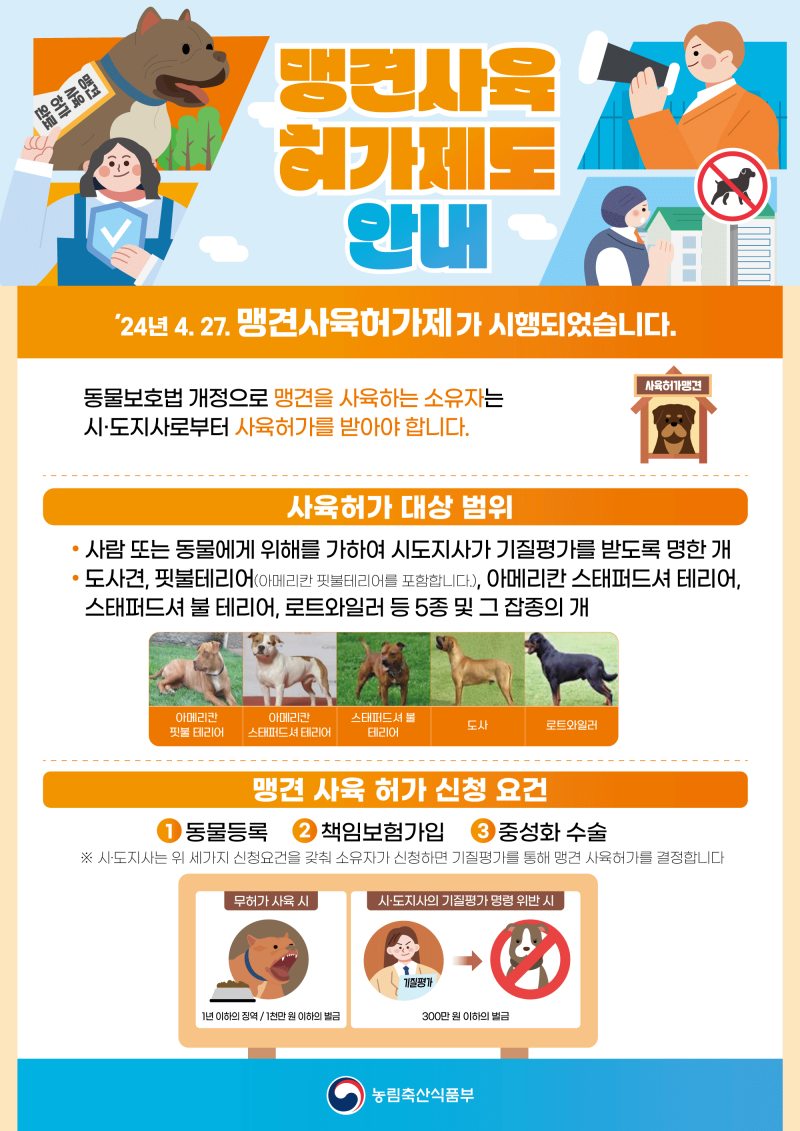 맹견
사육
허가
완료
맹견사육
허가제도
안내
‘24년 4. 27. 맹견사육허가제가 시행되었습니다.
동물보호법 개정으로 맹견을 사육하는 소유자는
시·도지사로부터 사육허가를 받아야 합니다.
사육허가맹견
사육허가 대상 범위
• 사람 또는 동물에게 위해를 가하여 시도지사가 기질평가를 받도록 명한 개
• 도사견, 핏불테리어(아메리칸 핏불테리어를 포함합니다.), 아메리칸 스태퍼드셔 테리어,
스태퍼드셔 불 테리어, 로트와일러 등 5종 및 그 잡종의 개
아메리칸
핏불 테리어
아메리칸
스태퍼드셔 테리어
스태퍼드셔 불
테리어
도사
로트와일러
맹견 사육 허가 신청 요건
1 동물등록 2 책임보험가입 3 중성화 수술
※ 시·도지사는 위 세가지 신청요건을 갖춰 소유자가 신청하면 기질평가를 통해 맹견 사육허가를 결정합니다
무허가 사육 시
1년 이하의 징역 / 1천만 원 이하의 벌금
시·도지사의 기질평가 명령 위반 시
기질평가
300만 원 이하의 벌금
농림축산식품부